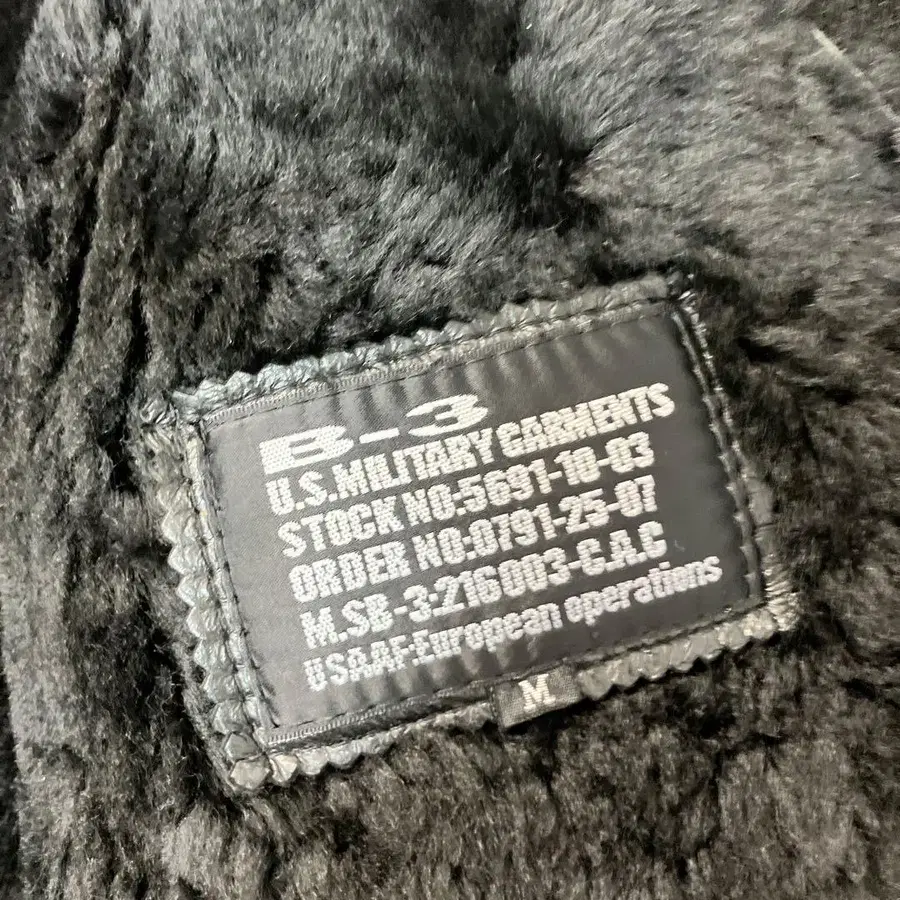 B-3
U.S.MILITARY GARMENTS
STOCK NO:5691-10-03
ORDER NO:0791-25-07
M.SB-3-216003-C.A.C
USAAF:European operations
M